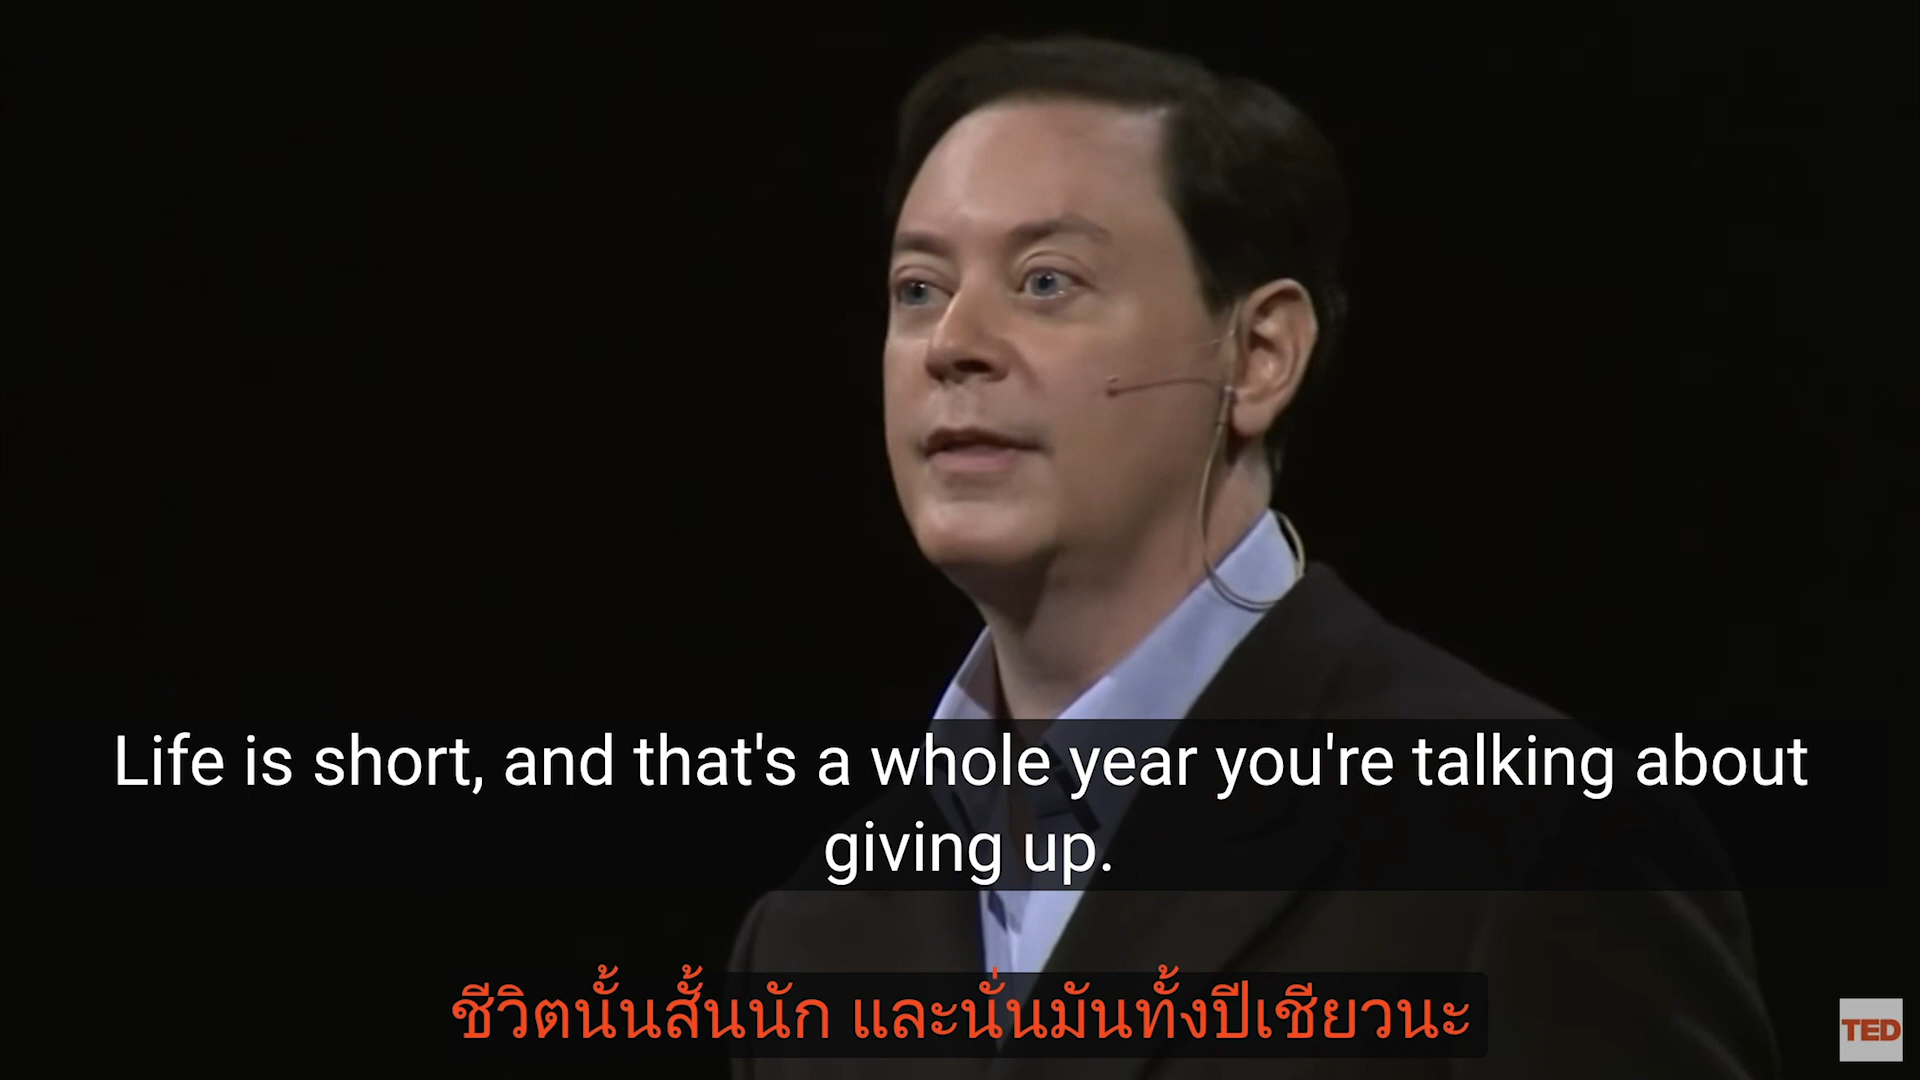 Life is short, and that's a whole year you're talking about
giving up.
ชีวิตนั้นสั้นนัก และนั่นมันทั้งปีเชียวนะ
TED